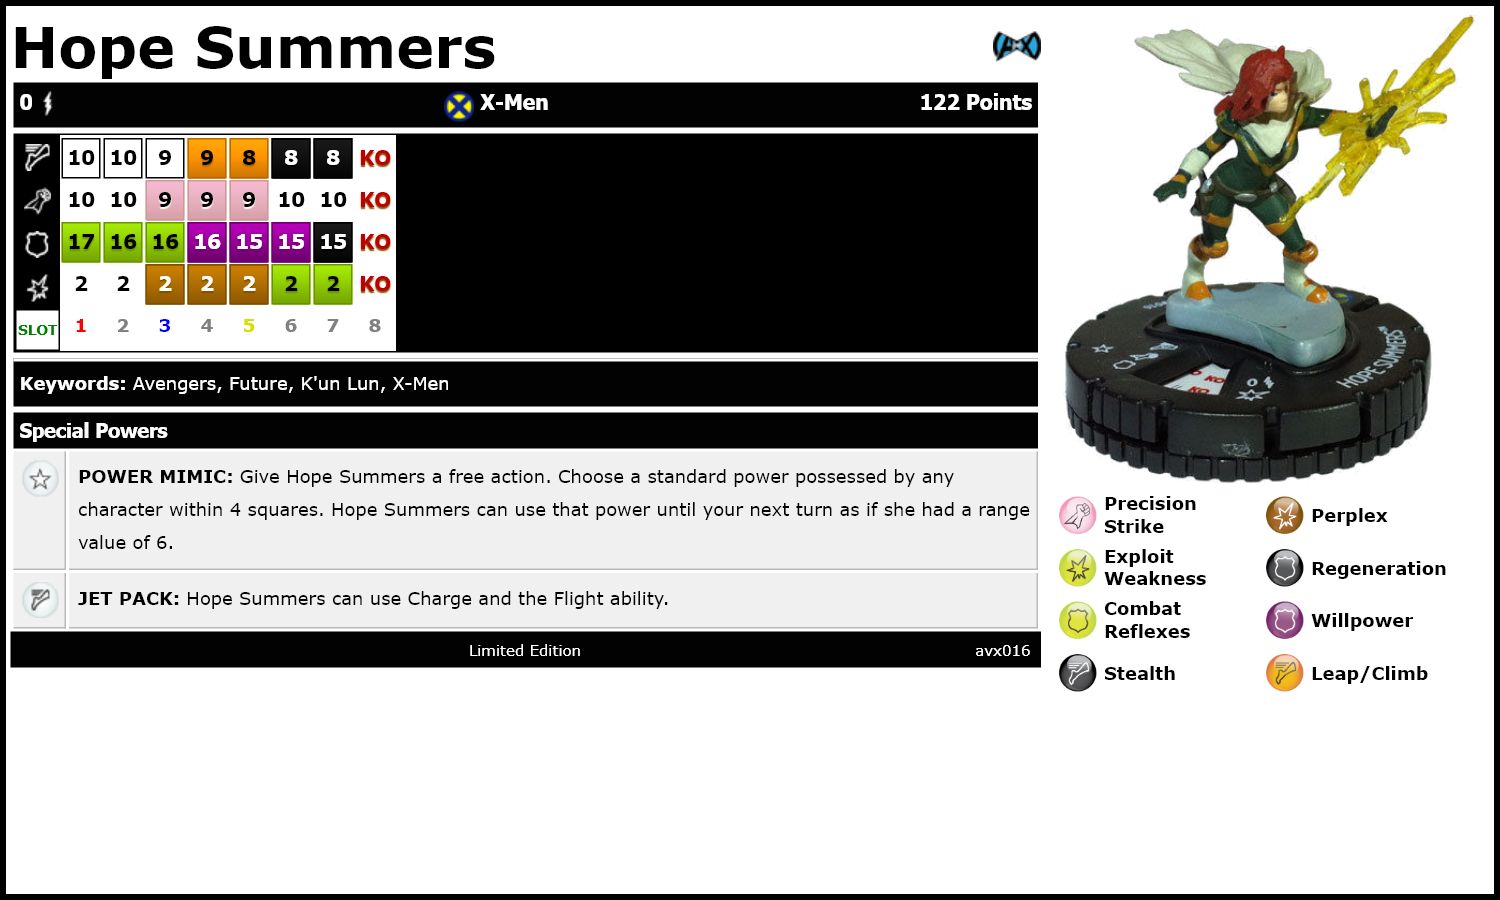 Hope Summers
AvX
0 X-Men 122 Points
10 10 9 9 8 8 8 KO
10 10 9 9 9 10 10 KO
17 16 16 16 15 15 15 KO
2 2 2 2 2 2 2 KO
SLOT 1 2 3 4 5 6 7 8
Keywords: Avengers, Future, K'un Lun, X-Men
Special Powers
POWER MIMIC: Give Hope Summers a free action. Choose a standard power possessed by any
character within 4 squares. Hope Summers can use that power until your next turn as if she had a range
value of 6.
JET PACK: Hope Summers can use Charge and the Flight ability.
Limited Edition avx016
HOPE SUMMERS
KO
KO
0
Precision
Strike
Perplex
Exploit
Weakness
Regeneration
Combat
Reflexes
Willpower
Stealth
Leap/Climb